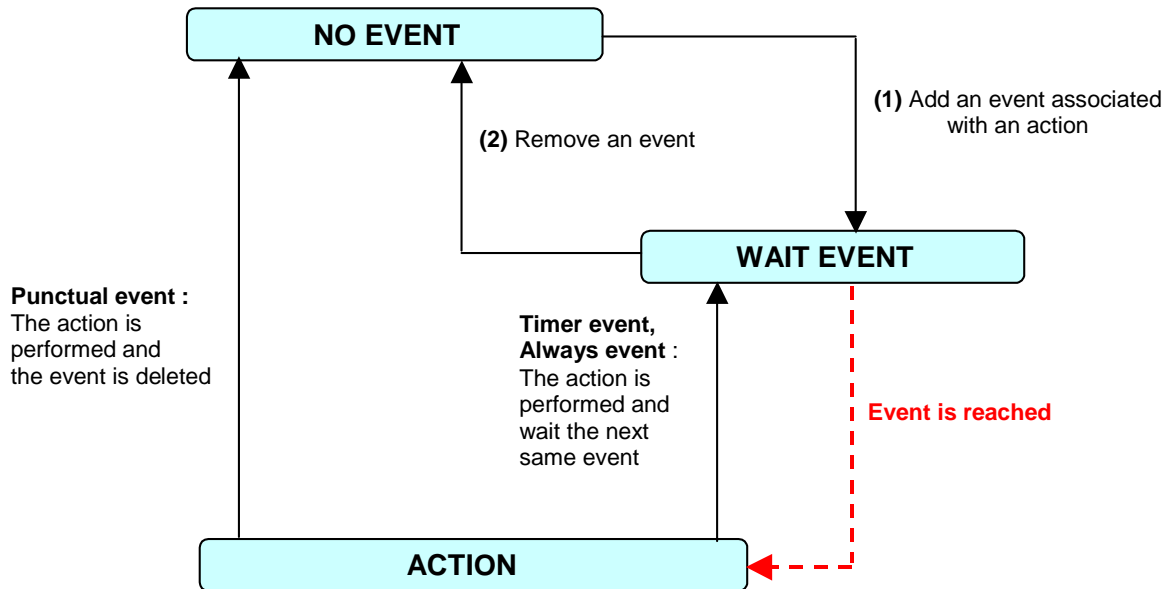 NO EVENT
(1) Add an event associated
with an action
(2) Remove an event
WAIT EVENT
Punctual event :
The action is
performed and
the event is deleted
Timer event,
Always event :
The action is
performed and
wait the next
same event
Event is reached
ACTION